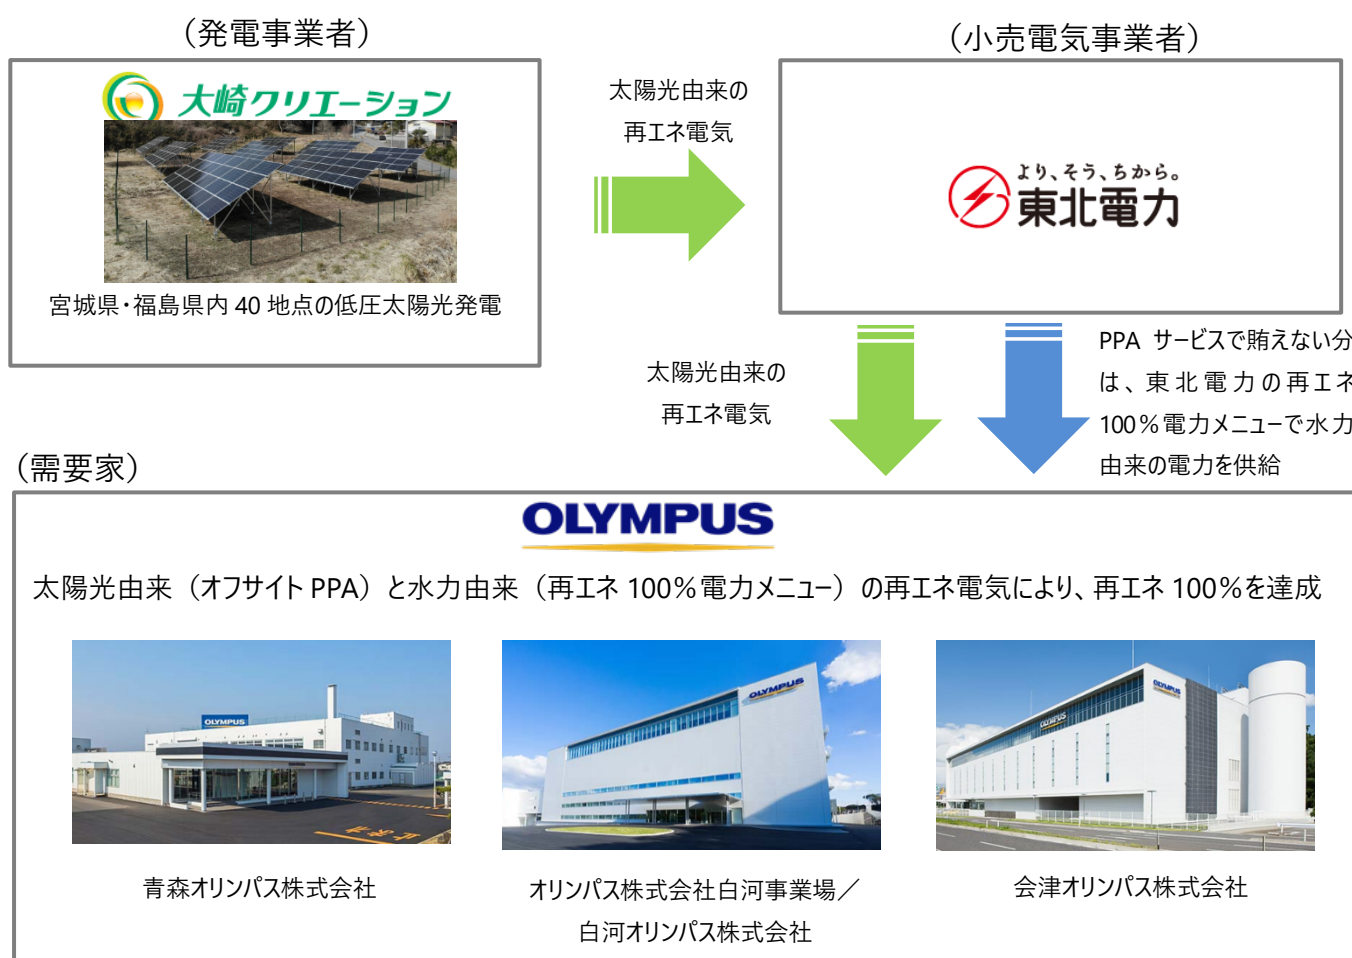 （発電事業者）
大崎クリエーション
宮城県・福島県内 40 地点の低圧太陽光発電
太陽光由来の
再エネ電気
（小売電気事業者）
より、そう、ちから。
東北電力
太陽光由来の
再エネ電気
PPA サービスで賄えない分
は、東北電力の再エネ
100％電力メニューで水力
由来の電力を供給
（需要家）
OLYMPUS
太陽光由来（オフサイト PPA）と水力由来（再エネ 100％電力メニュー）の再エネ電気により、再エネ 100％を達成
OLYMPUS
OLYMPUS
OLYMPUS
OLYMPUS
青森オリンパス株式会社
オリンパス株式会社白河事業場／
白河オリンパス株式会社
会津オリンパス株式会社